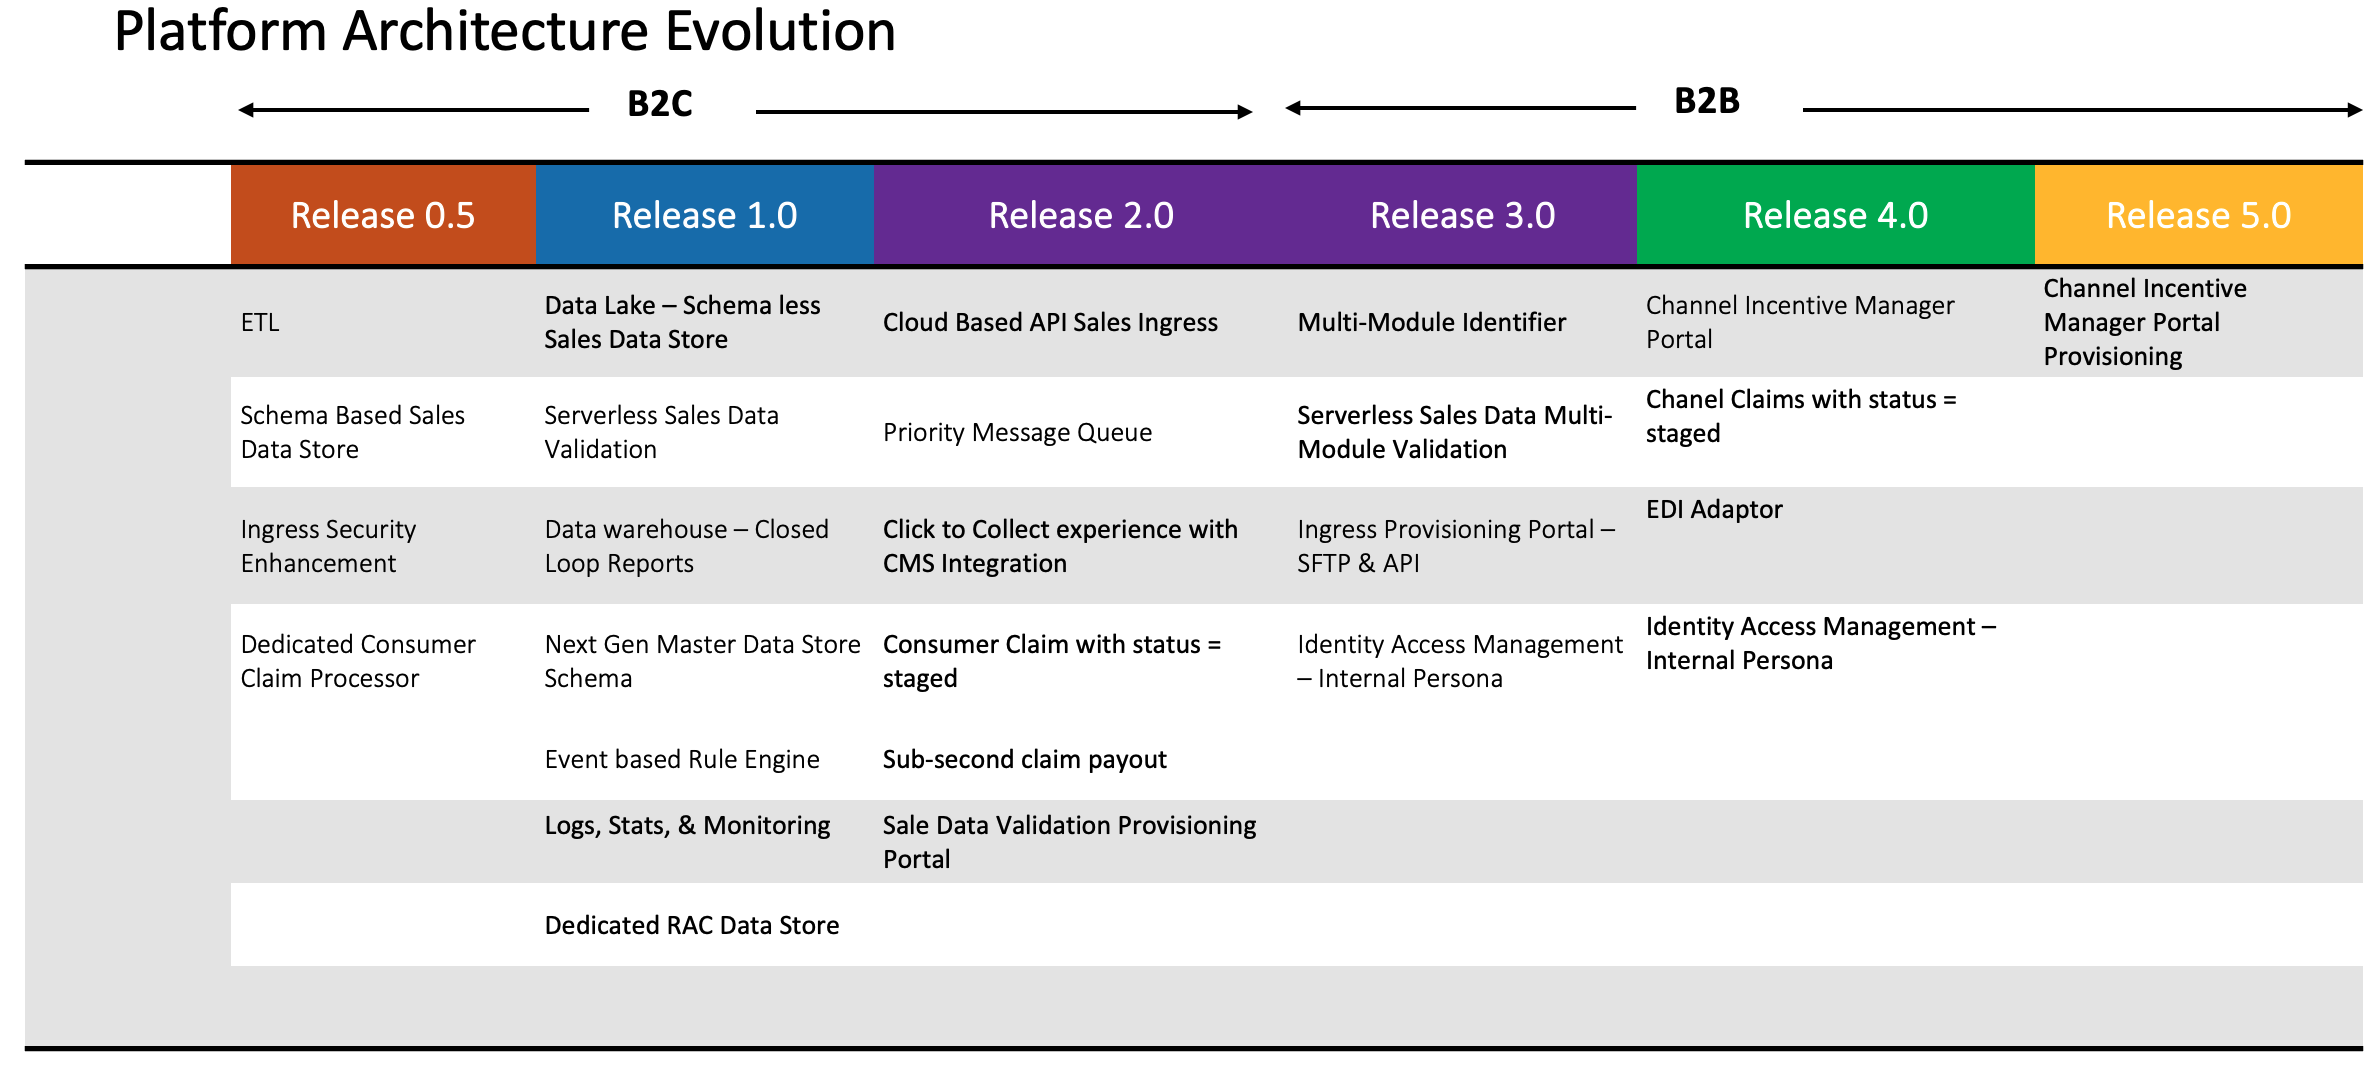 Platform Architecture Evolution
B2C
B2B
Release 0.5
Release 1.0
Release 2.0
Release 3.0
Release 4.0
Release 5.0
ETL
Data Lake – Schema less
Sales Data Store
Cloud Based API Sales Ingress
Multi-Module Identifier
Channel Incentive Manager
Portal
Channel Incentive
Manager Portal
Provisioning
Schema Based Sales
Data Store
Serverless Sales Data
Validation
Priority Message Queue
Serverless Sales Data Multi-
Module Validation
Chanel Claims with status =
staged
Ingress Security
Enhancement
Data warehouse – Closed
Loop Reports
Click to Collect experience with
CMS Integration
Ingress Provisioning Portal –
SFTP & API
EDI Adaptor
Dedicated Consumer
Claim Processor
Next Gen Master Data Store
Schema
Consumer Claim with status =
staged
Identity Access Management
– Internal Persona
Identity Access Management –
Internal Persona
Event based Rule Engine
Sub-second claim payout
Logs, Stats, & Monitoring
Sale Data Validation Provisioning
Portal
Dedicated RAC Data Store